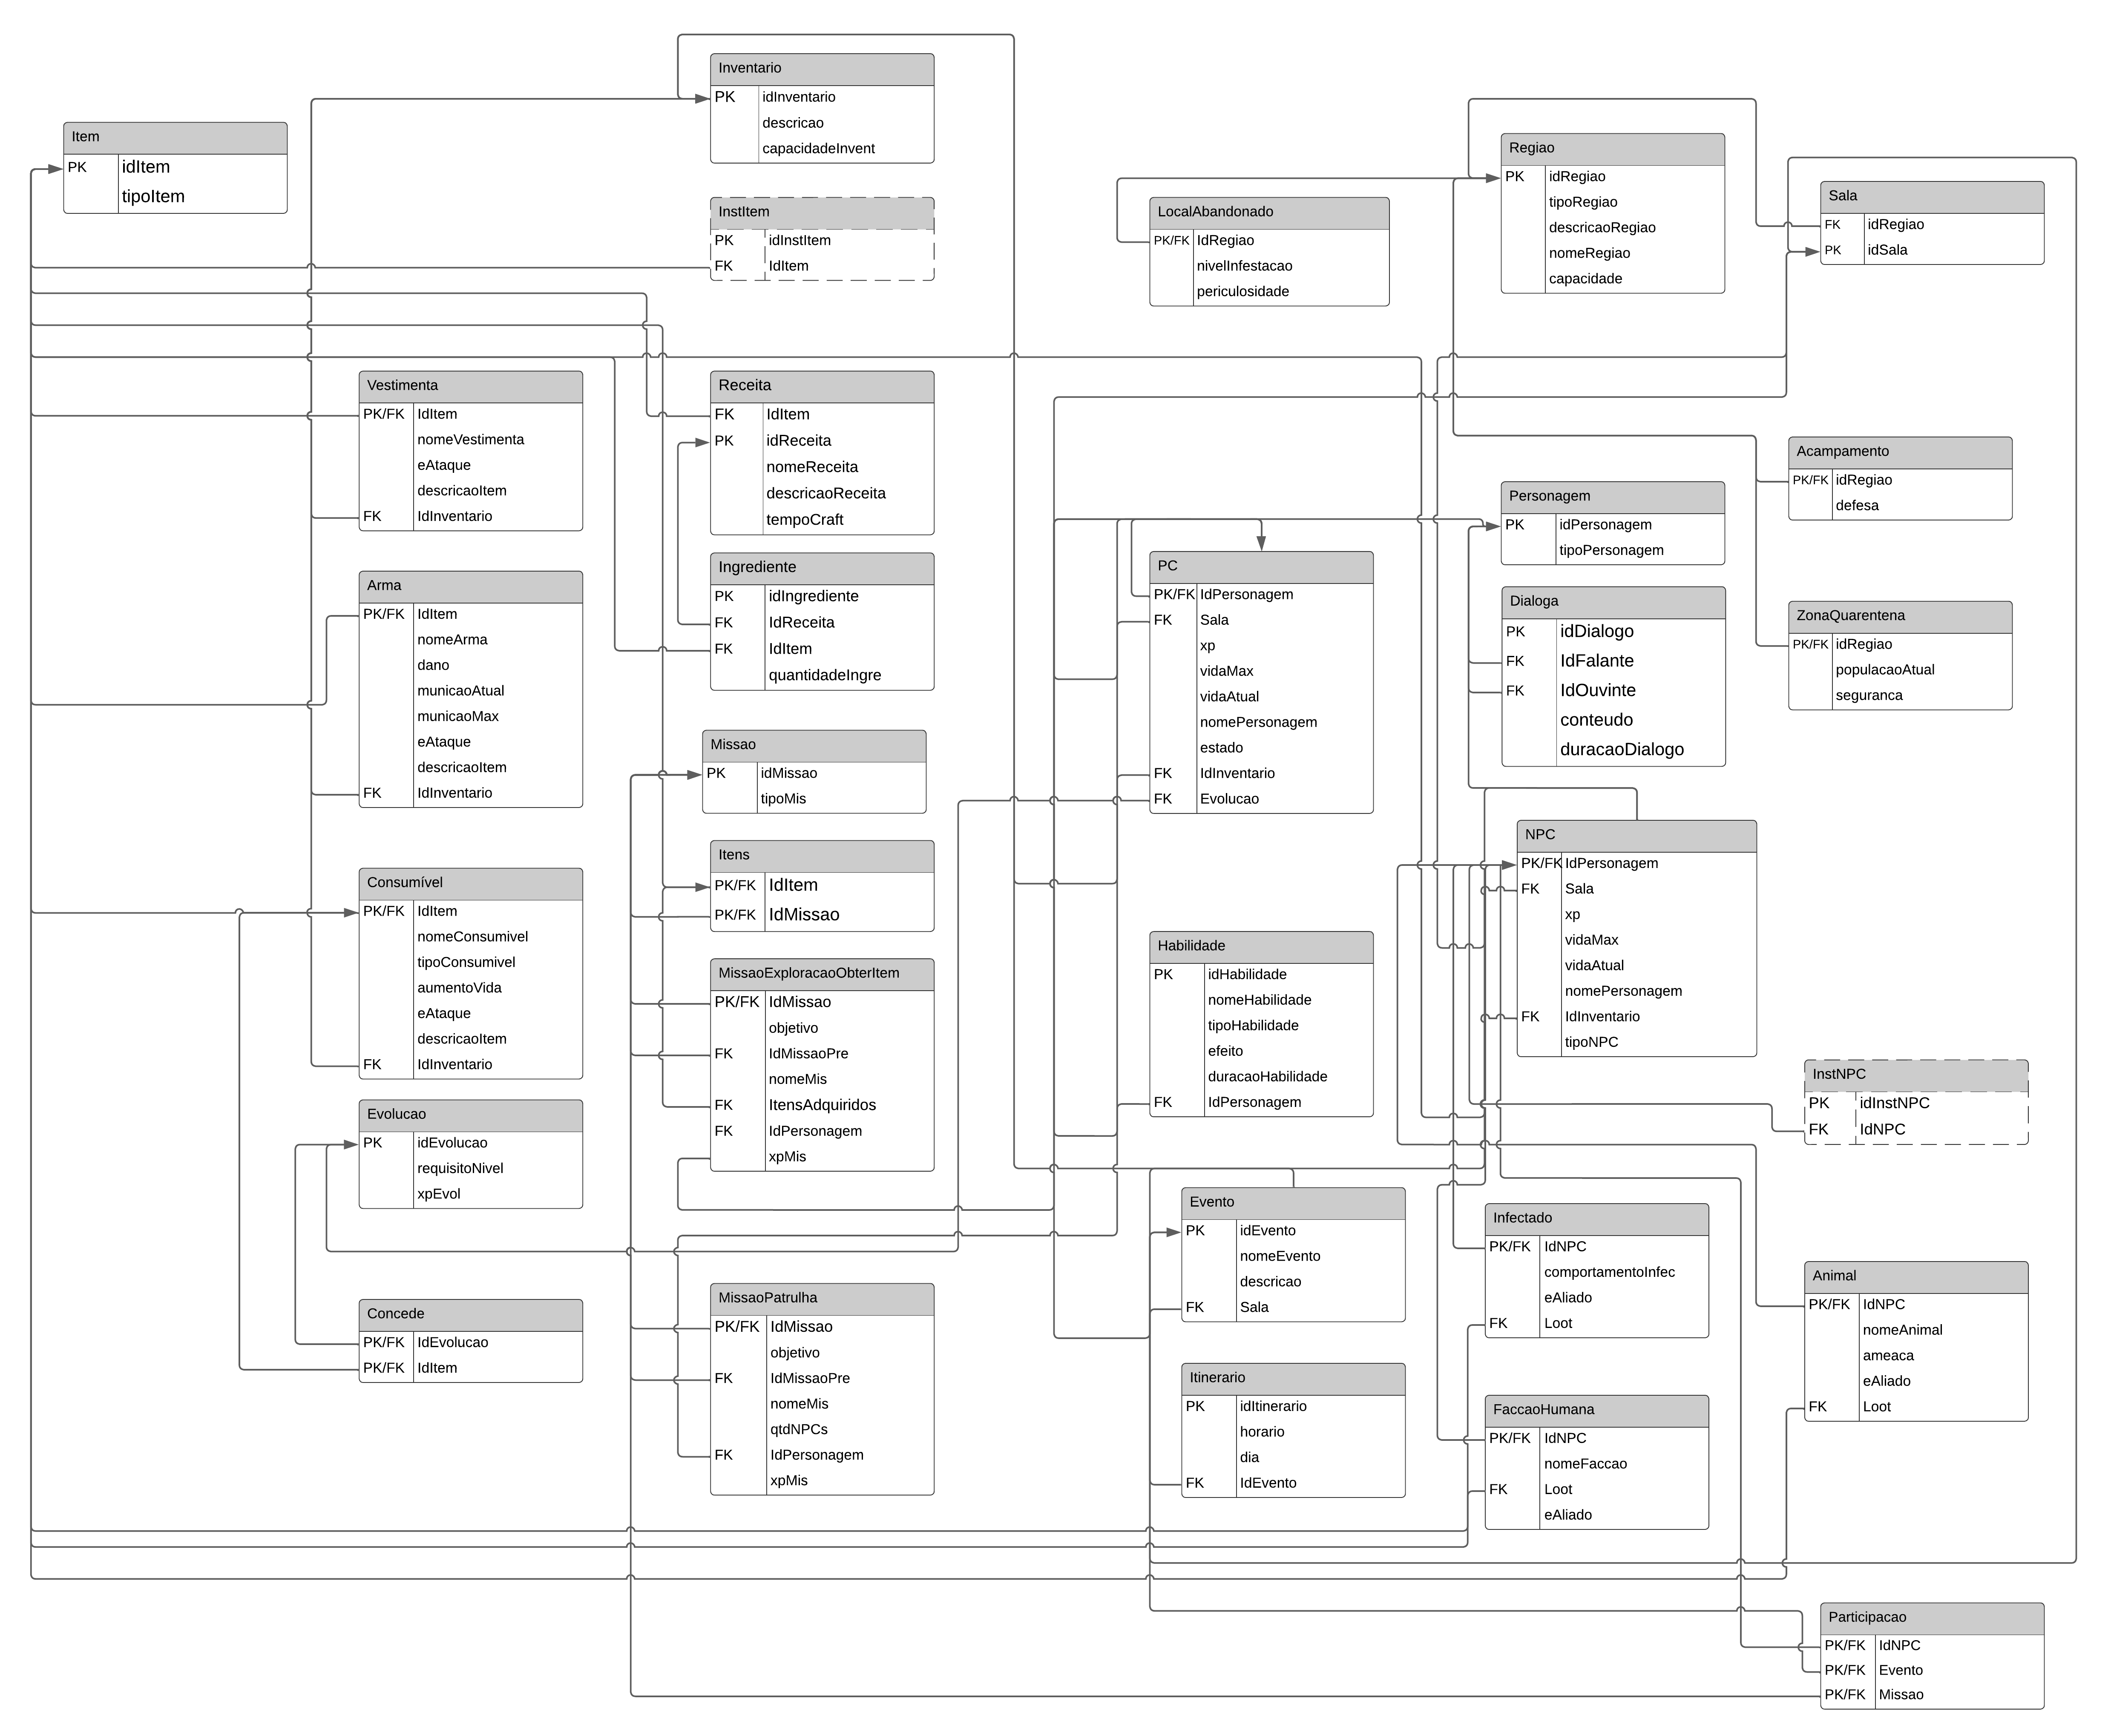 Item
PK idItem
tipoItem
Inventario
PK idInventario
descricao
capacidadeInvent
InstItem
PK idInstItem
FK IdItem
LocalAbandonado
PK/FK IdRegiao
nivelInfestacao
periculosidade
Regiao
PK idRegiao
tipoRegiao
descricaoRegiao
nomeRegiao
capacidade
Sala
FK idRegiao
PK idSala
Vestimenta
PK/FK IdItem
nomeVestimenta
eAtaque
descricaoItem
FK IdInventario
Receita
FK IdItem
PK idReceita
nomeReceita
descricaoReceita
tempoCraft
Acampamento
PK/FK idRegiao
defesa
Personagem
PK idPersonagem
tipoPersonagem
Arma
PK/FK IdItem
nomeArma
dano
municaoAtual
municaoMax
eAtaque
descricaoItem
FK IdInventario
Ingrediente
PK idIngrediente
FK IdReceita
FK IdItem
quantidadeIngre
PC
PK/FK IdPersonagem
FK Sala
xp
vidaMax
vidaAtual
nomePersonagem
estado
FK IdInventario
FK Evolucao
Dialoga
PK idDialogo
FK IdFalante
FK IdOuvinte
conteudo
duracaoDialogo
ZonaQuarentena
PK/FK idRegiao
populacaoAtual
seguranca
Missao
PK idMissao
tipoMis
Itens
PK/FK IdItem
PK/FK IdMissao
NPC
PK/FK IdPersonagem
FK Sala
xp
vidaMax
vidaAtual
nomePersonagem
FK IdInventario
tipoNPC
Consumível
PK/FK IdItem
nomeConsumivel
tipoConsumivel
aumentoVida
eAtaque
descricaoItem
FK IdInventario
MissaoExploracaoObterItem
PK/FK IdMissao
objetivo
FK IdMissaoPre
nomeMis
FK ItensAdquiridos
FK IdPersonagem
xpMis
Habilidade
PK idHabilidade
nomeHabilidade
tipoHabilidade
efeito
duracaoHabilidade
FK IdPersonagem
InstNPC
PK idInstNPC
FK IdNPC
Evolucao
PK idEvolucao
requisitoNivel
xpEvol
Evento
PK idEvento
nomeEvento
descricao
FK Sala
Infectado
PK/FK IdNPC
comportamentoInfec
eAliado
FK Loot
Animal
PK/FK IdNPC
nomeAnimal
ameaca
eAliado
FK Loot
Concede
PK/FK IdEvolucao
PK/FK IdItem
MissaoPatrulha
PK/FK IdMissao
objetivo
FK IdMissaoPre
nomeMis
qtdNPCs
FK IdPersonagem
xpMis
Itinerario
PK idItinerario
horario
dia
FK IdEvento
FaccaoHumana
PK/FK IdNPC
nomeFaccao
FK Loot
eAliado
Participacao
PK/FK IdNPC
PK/FK Evento
PK/FK Missao